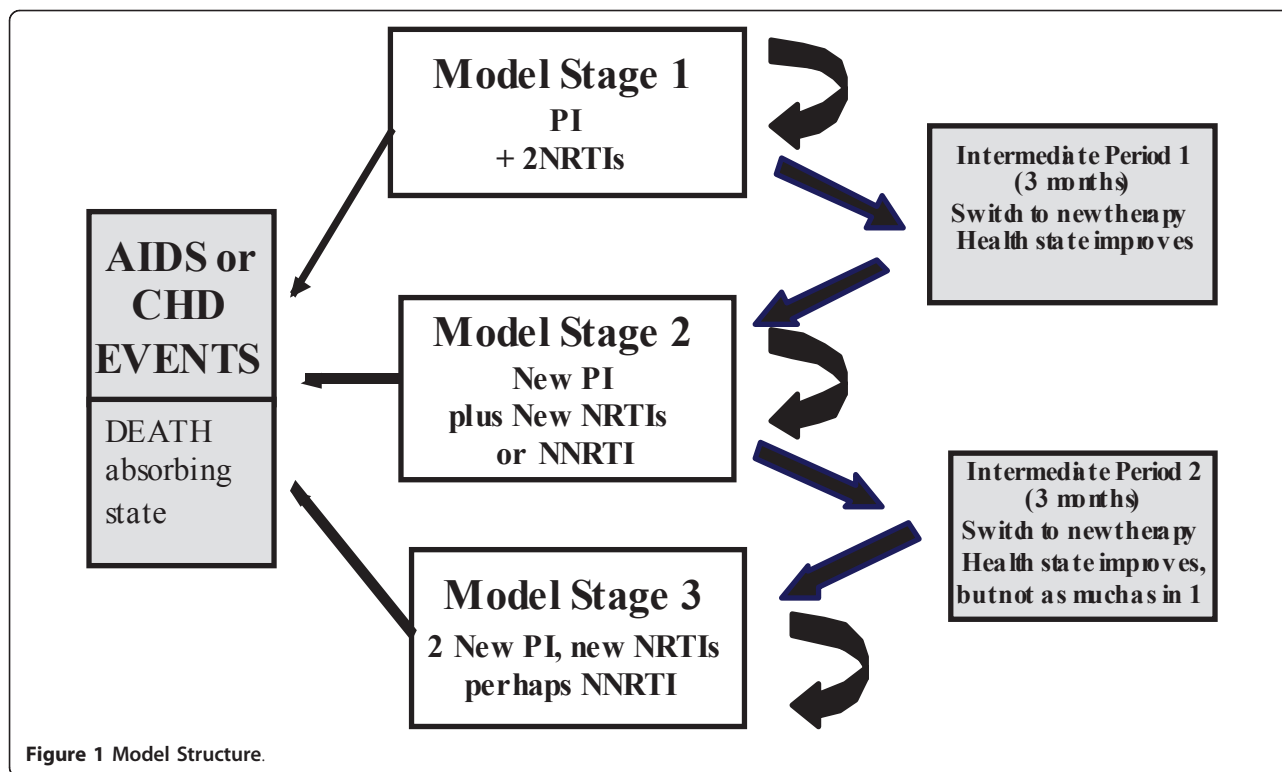 Model Stage 1
PI
+ 2NRTIs
Intermediate Period 1
(3 months)
Switch to new therapy
Health state improves
AIDS or
CHD
EVENTS
DEATH
absorbing
state
Model Stage 2
New PI
plus New NRTIs
or NNRTI
Intermediate Period 2
(3 months)
Switch to new therapy
Health state improves,
but not as much as in 1
Model Stage 3
2 New PI, new NRTIs
perhaps NNRTI
Figure 1 Model Structure.